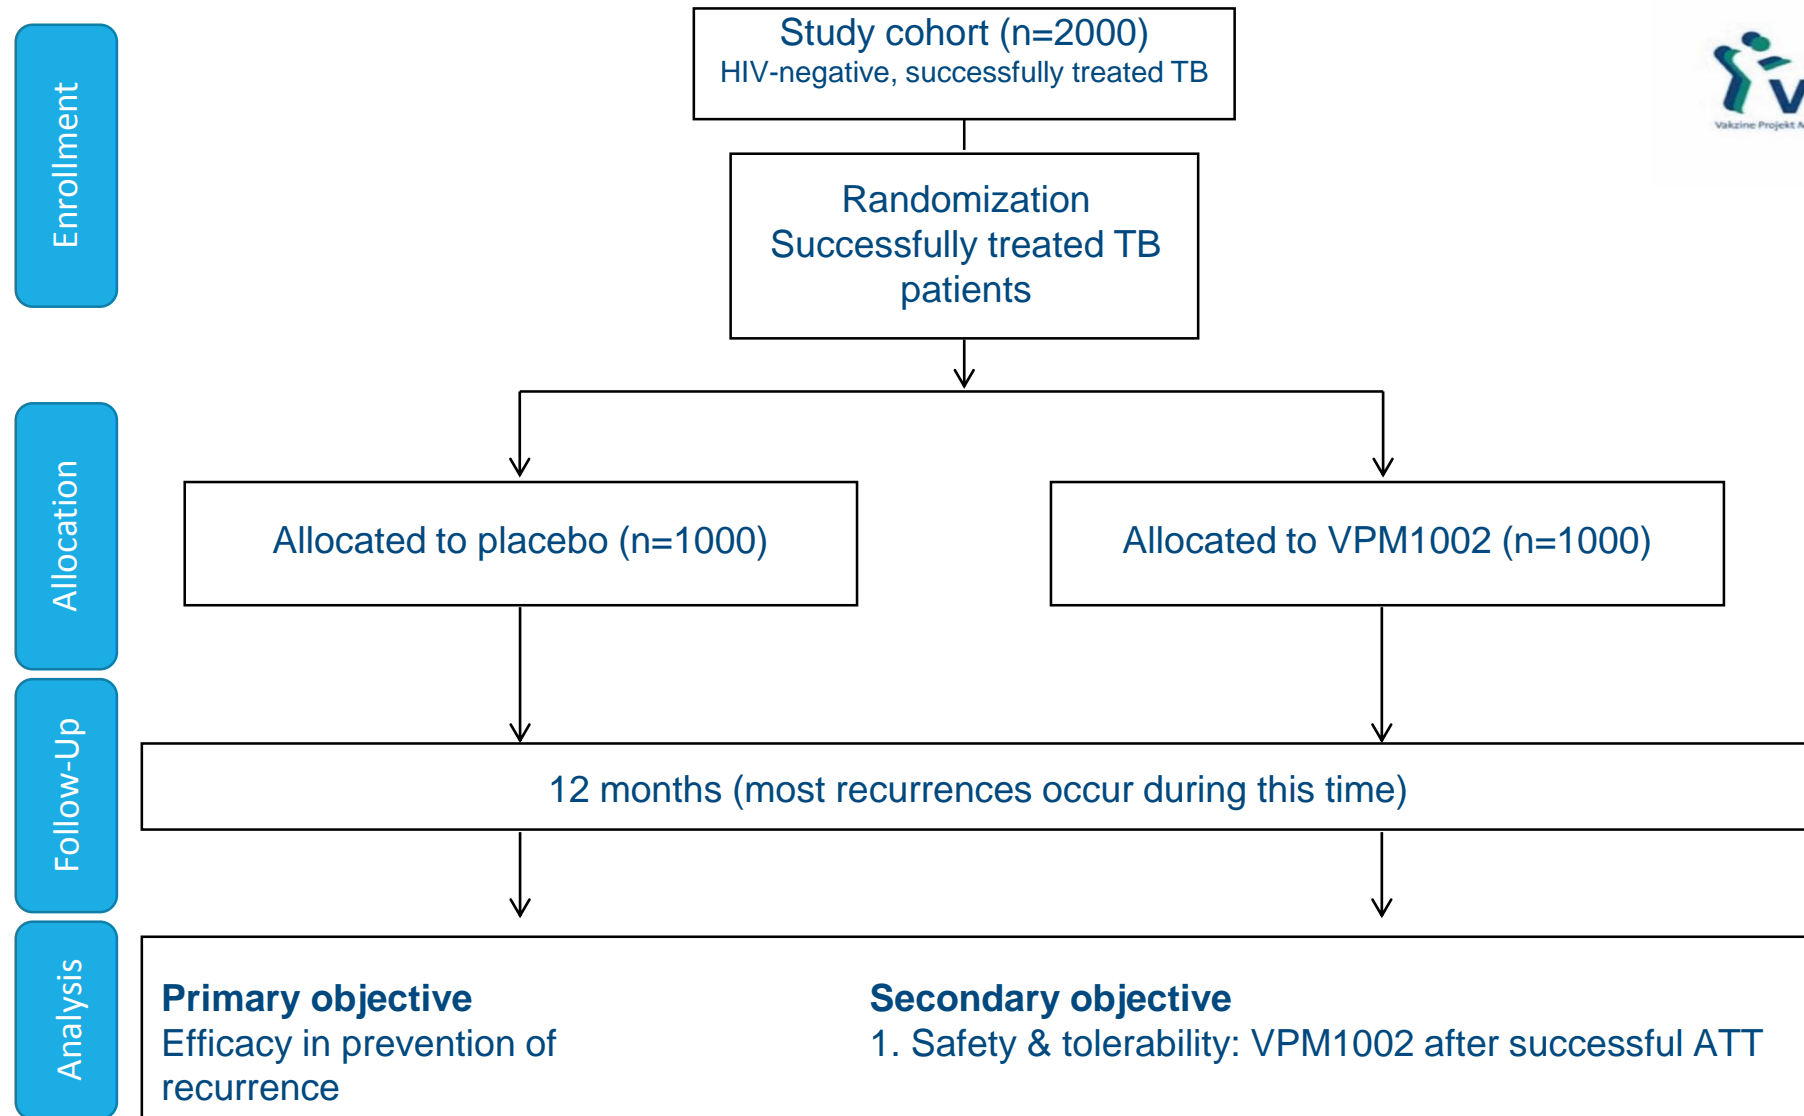 Enrollment
Study cohort (n=2000)
HIV-negative, successfully treated TB
Vakzine Projekt
Randomization
Successfully treated TB
patients
Allocation
Allocated to placebo (n=1000)
Allocated to VPM1002 (n=1000)
Follow-Up
12 months (most recurrences occur during this time)
Analysis
Primary objective
Efficacy in prevention of
recurrence
Secondary objective
1. Safety & tolerability: VPM1002 after successful ATT